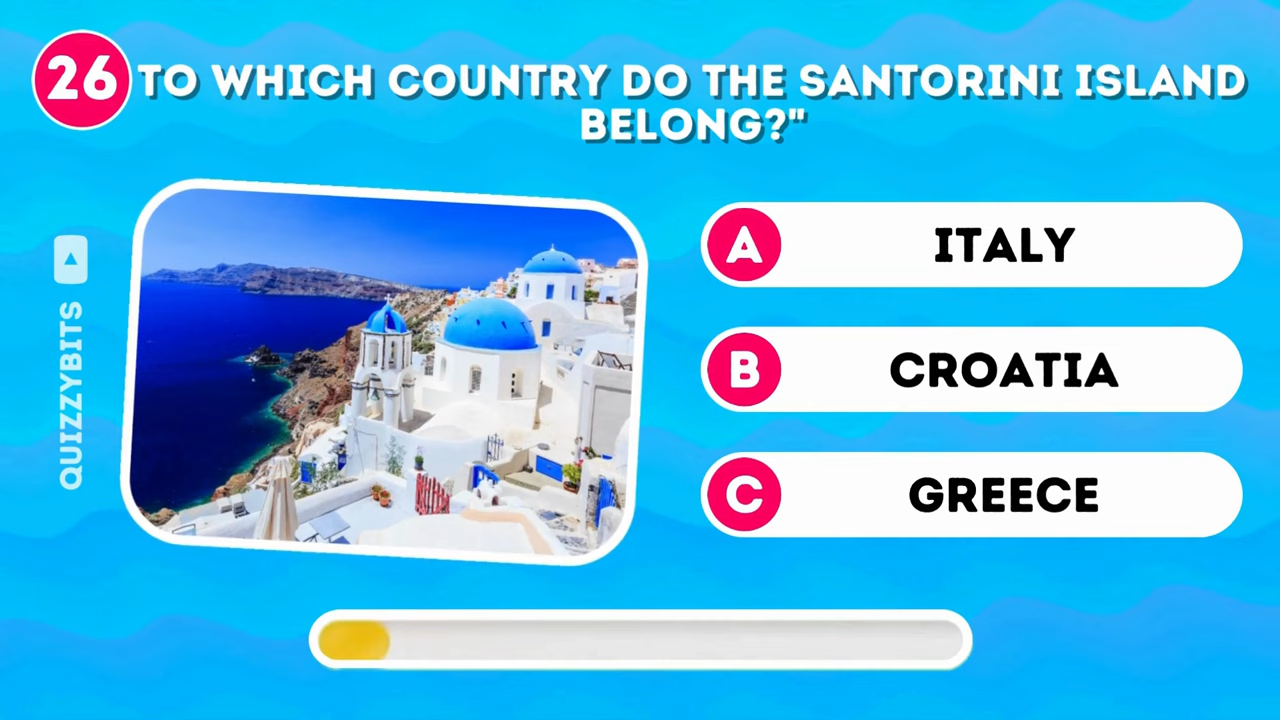 26
TO WHICH COUNTRY DO THE SANTORINI ISLAND
BELONG?"
QUIZZYBITS
A ITALY
B CROATIA
C GREECE